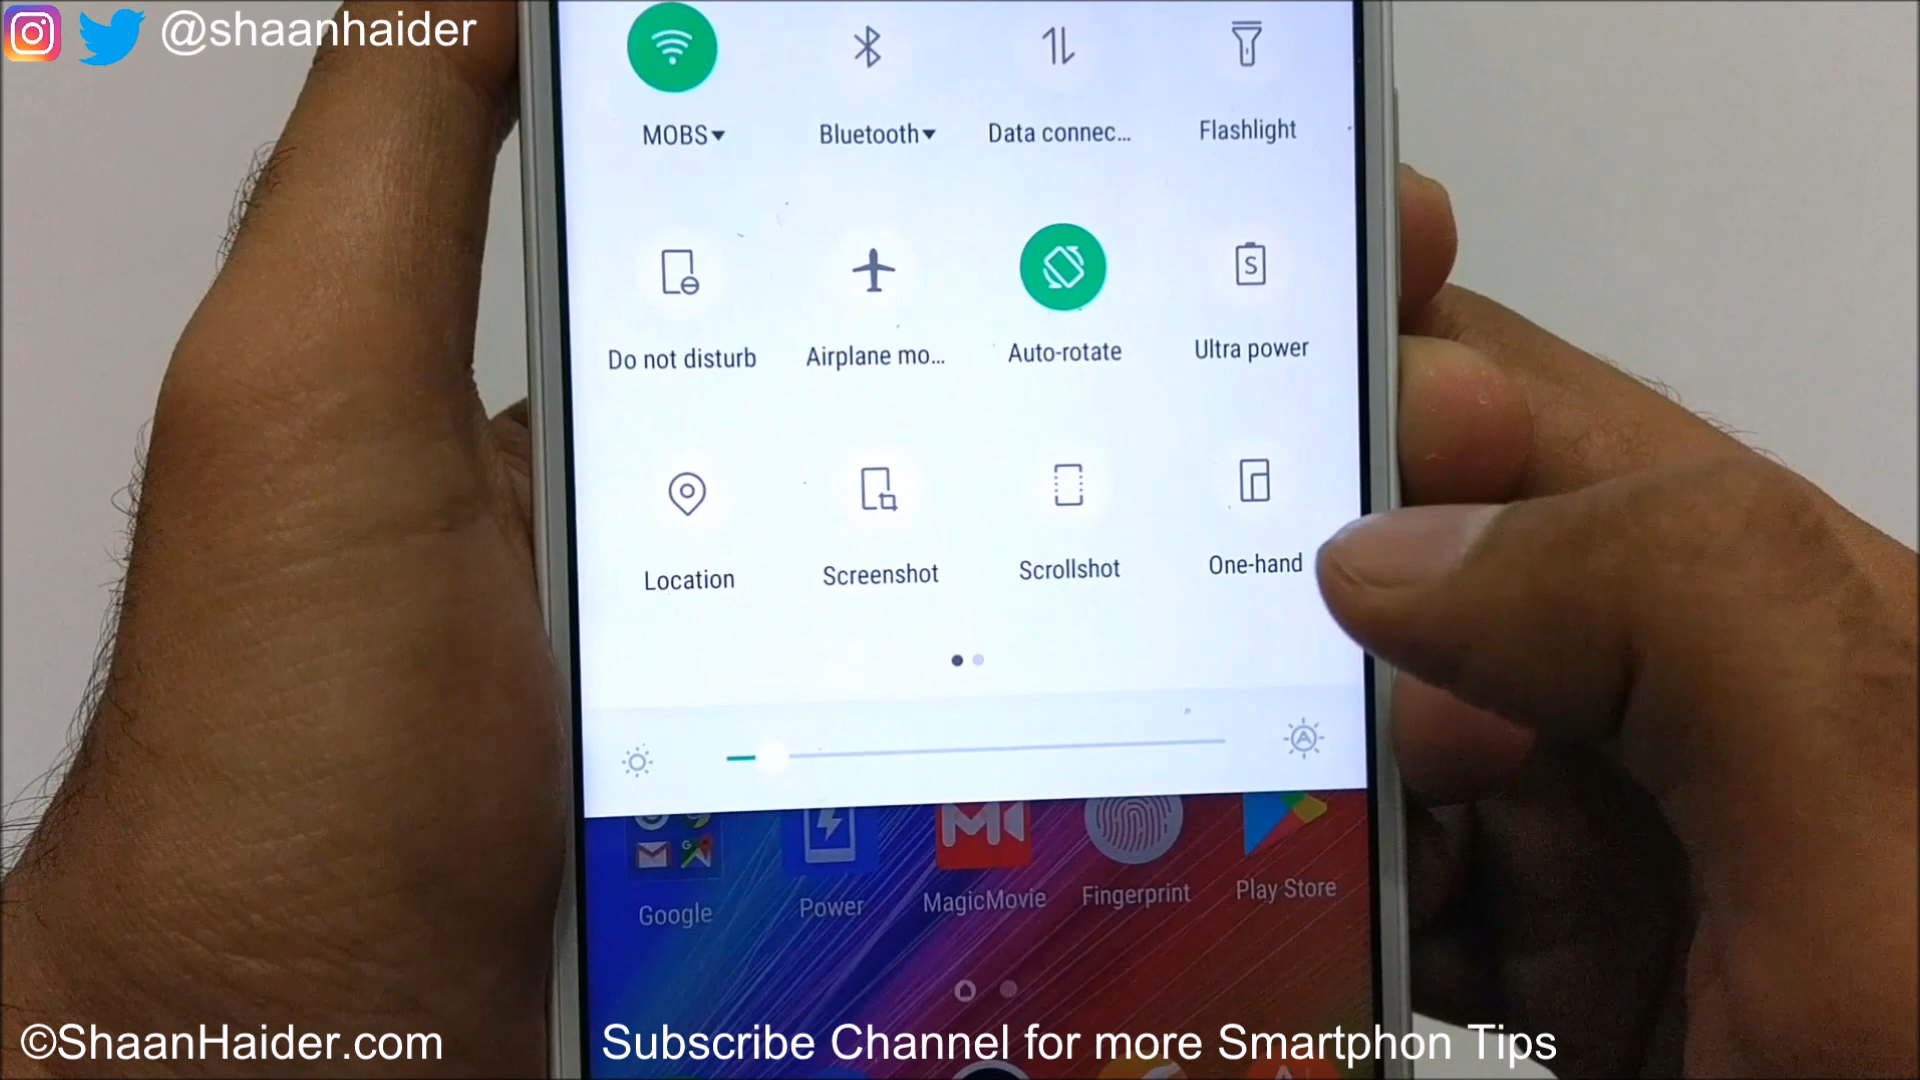 @shaanhaider
MOBS
Bluetooth
Data connec...
Flashlight
Do not disturb
Airplane mo...
Auto-rotate
S
Ultra power
Location
Screenshot
Scrollshot
One-hand
A
Google
Power
MagicMovie
Fingerprint
Play Store
©ShaanHaider.com
Subscribe Channel for more Smartphon Tips